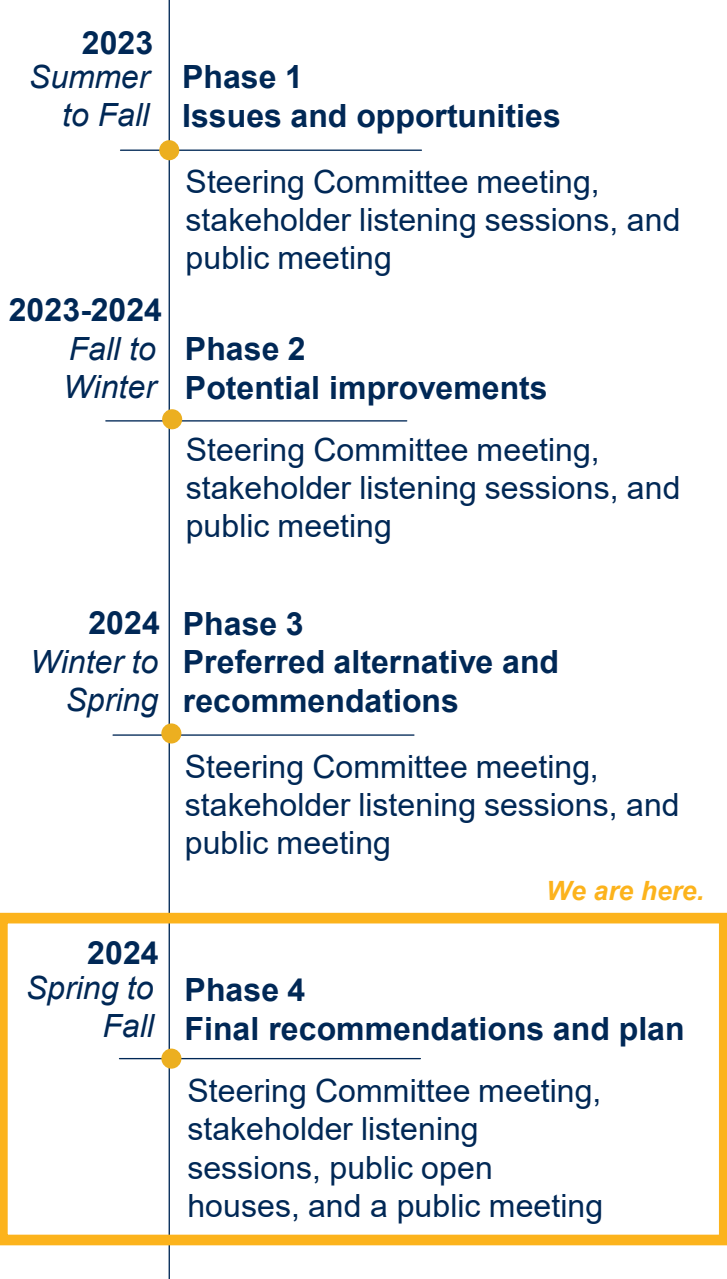 2023
Summer
to Fall
Phase 1
Issues and opportunities
Steering Committee meeting,
stakeholder listening sessions, and
public meeting
2023-2024
Fall to
Winter
Phase 2
Potential improvements
Steering Committee meeting,
stakeholder listening sessions, and
public meeting
2024
Winter to
Spring
Phase 3
Preferred alternative and
recommendations
Steering Committee meeting,
stakeholder listening sessions, and
public meeting
We are here.
2024
Spring to
Fall
Phase 4
Final recommendations and plan
Steering Committee meeting,
stakeholder listening
sessions, public open
houses, and a public meeting